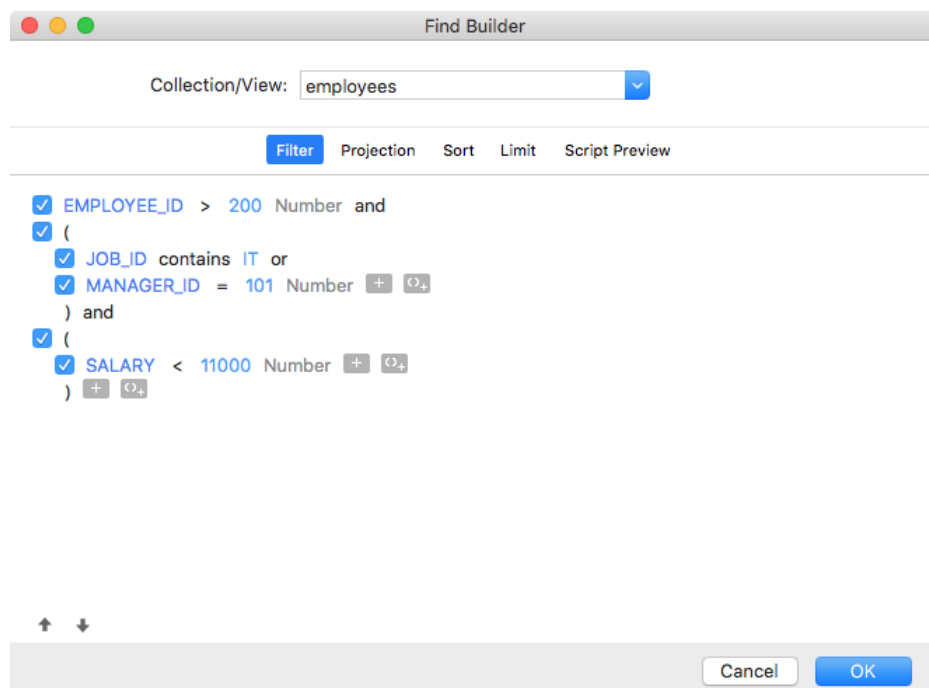 Find Builder
Collection/View: employees
Filter Projection Sort Limit Script Preview
EMPLOYEE_ID > 200 Number and
(
JOB_ID contains IT or
MANAGER_ID = 101 Number
) and
(
SALARY < 11000 Number
)
Cancel OK